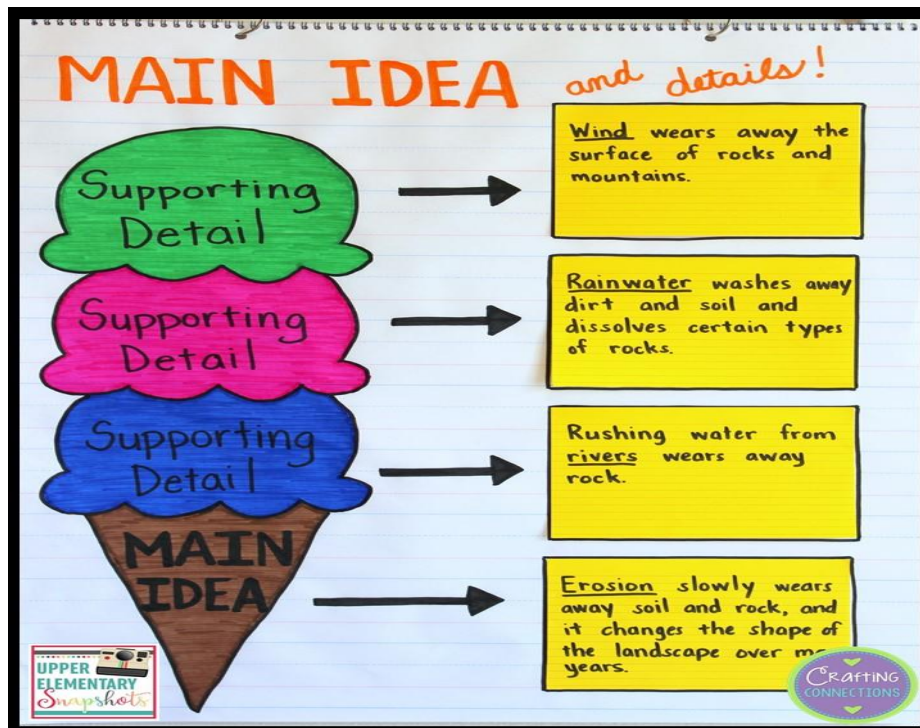 MAIN IDEA and details!
Supporting
Detail
Wind wears away the
surface of rocks and
mountains.
Supporting
Detail
Rainwater washes away
dirt and soil and
dissolves certain types
of rocks.
Supporting
Detail
Rushing water from
rivers wears away
rock.
MAIN
IDEA
Erosion slowly wears
away soil and rock, and
it changes the shape of
the landscape over
years.
UPPER
ELEMENTARY
Snapshots
CRAFTING
CONNECTIONS